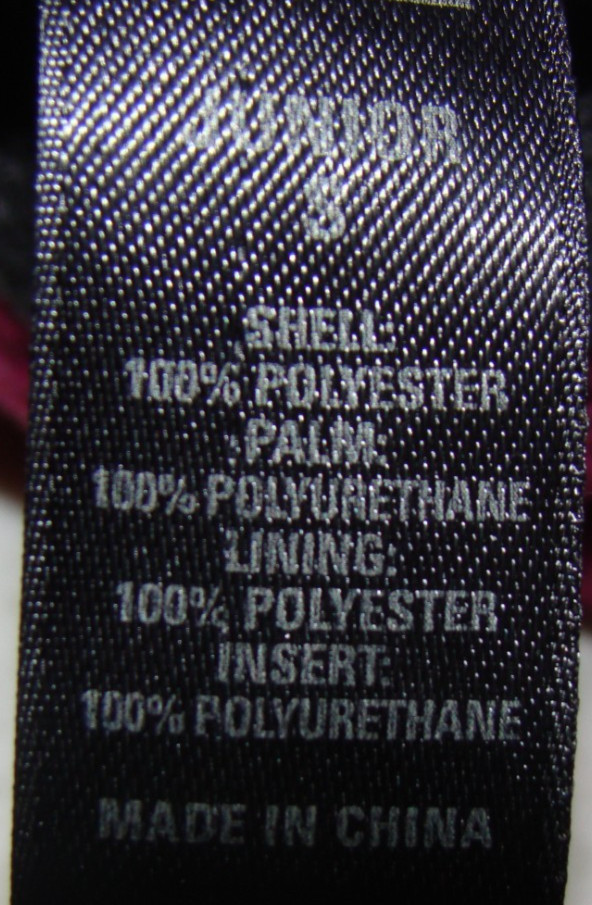 JUNIOR
S
SHELL:
100% POLYESTER
PALM:
100% POLYURETHANE
LINING:
100% POLYESTER
INSERT:
100% POLYURETHANE
MADE IN CHINA